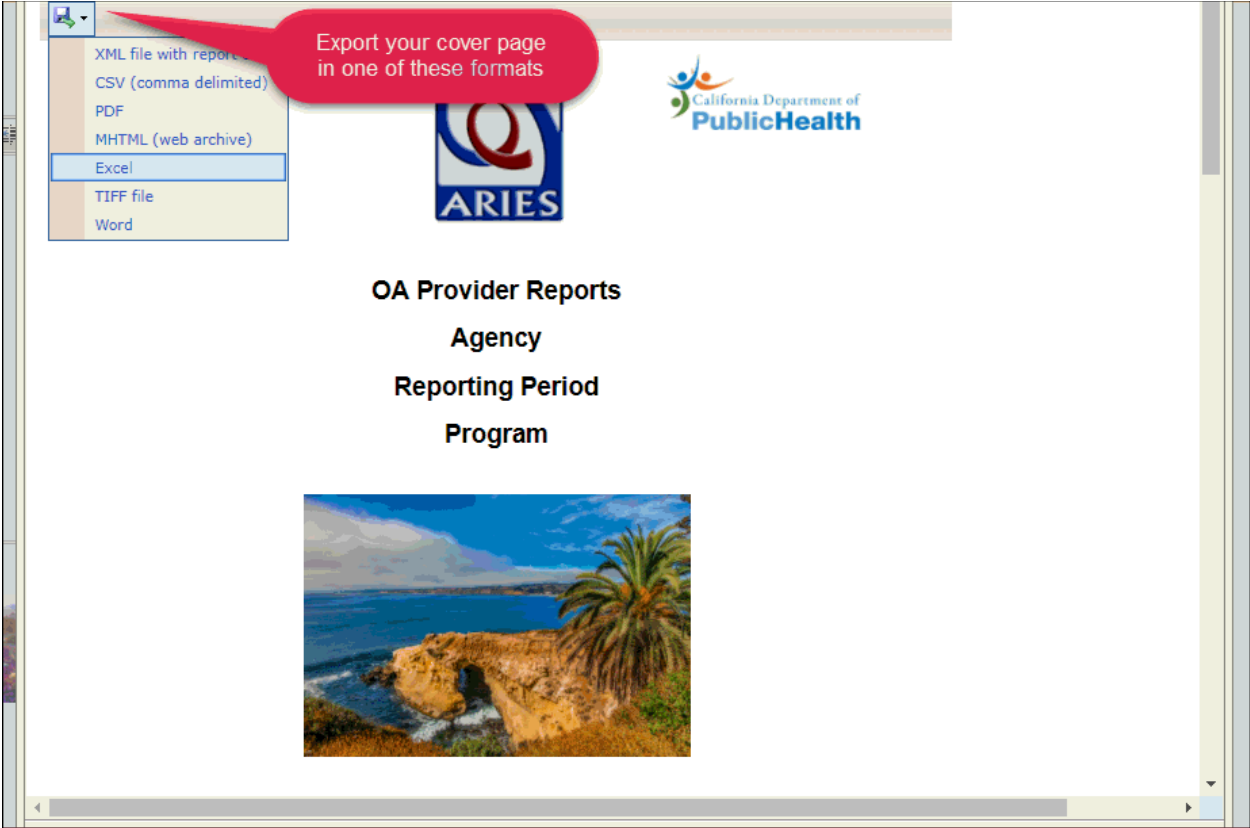 Export your cover page
in one of these formats
XML file with report
CSV (comma delimited)
PDF
MHTML (web archive)
Excel
TIFF file
Word
ARIES
California Department of
PublicHealth
OA Provider Reports
Agency
Reporting Period
Program